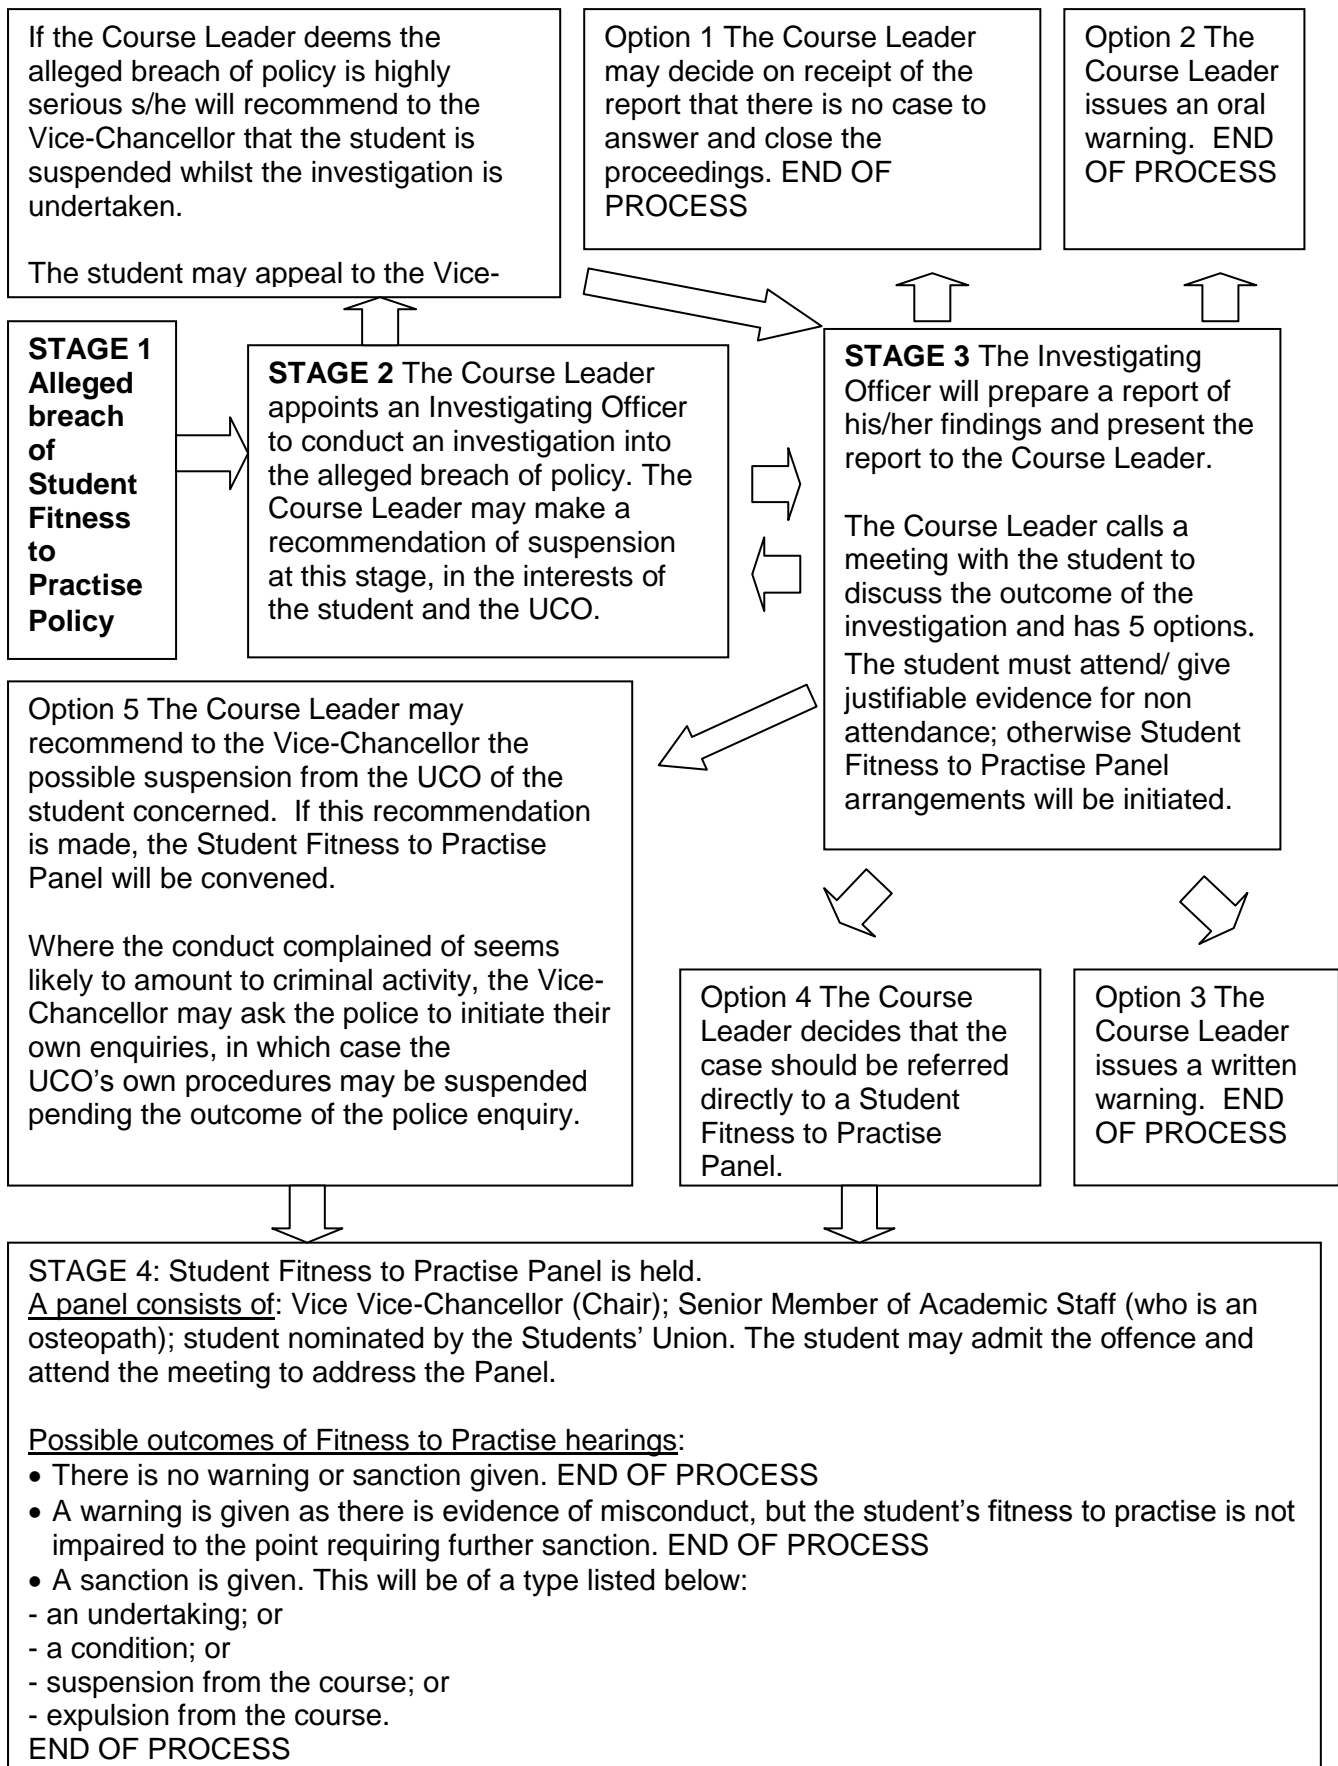 If the Course Leader deems the
alleged breach of policy is highly
serious s/he will recommend to the
Vice-Chancellor that the student is
suspended whilst the investigation is
undertaken.
The student may appeal to the Vice-
Option 1 The Course Leader
may decide on receipt of the
report that there is no case to
answer and close the
proceedings. END OF
PROCESS
Option 2 The
Course Leader
issues an oral
warning. END
OF PROCESS
STAGE 1
Alleged
breach
of
Student
Fitness
to
Practise
Policy
STAGE 2 The Course Leader
appoints an Investigating Officer
to conduct an investigation into
the alleged breach of policy. The
Course Leader may make a
recommendation of suspension
at this stage, in the interests of
the student and the UCO.
STAGE 3 The Investigating
Officer will prepare a report of
his/her findings and present the
report to the Course Leader.
The Course Leader calls a
meeting with the student to
discuss the outcome of the
investigation and has 5 options.
The student must attend/ give
justifiable evidence for non
attendance; otherwise Student
Fitness to Practise Panel
arrangements will be initiated.
Option 5 The Course Leader may
recommend to the Vice-Chancellor the
possible suspension from the UCO of the
student concerned. If this recommendation
is made, the Student Fitness to Practise
Panel will be convened.
Where the conduct complained of seems
likely to amount to criminal activity, the Vice-
Chancellor may ask the police to initiate their
own enquiries, in which case the
UCO's own procedures may be suspended
pending the outcome of the police enquiry.
Option 4 The Course
Leader decides that the
case should be referred
directly to a Student
Fitness to Practise
Panel.
Option 3 The
Course Leader
issues a written
warning. END
OF PROCESS
STAGE 4: Student Fitness to Practise Panel is held.
A panel consists of: Vice Vice-Chancellor (Chair); Senior Member of Academic Staff (who is an
osteopath); student nominated by the Students' Union. The student may admit the offence and
attend the meeting to address the Panel.
Possible outcomes of Fitness to Practise hearings:
• There is no warning or sanction given. END OF PROCESS
• A warning is given as there is evidence of misconduct, but the student's fitness to practise is not
impaired to the point requiring further sanction. END OF PROCESS
• A sanction is given. This will be of a type listed below:
- an undertaking; or
- a condition; or
- suspension from the course; or
- expulsion from the course.
END OF PROCESS